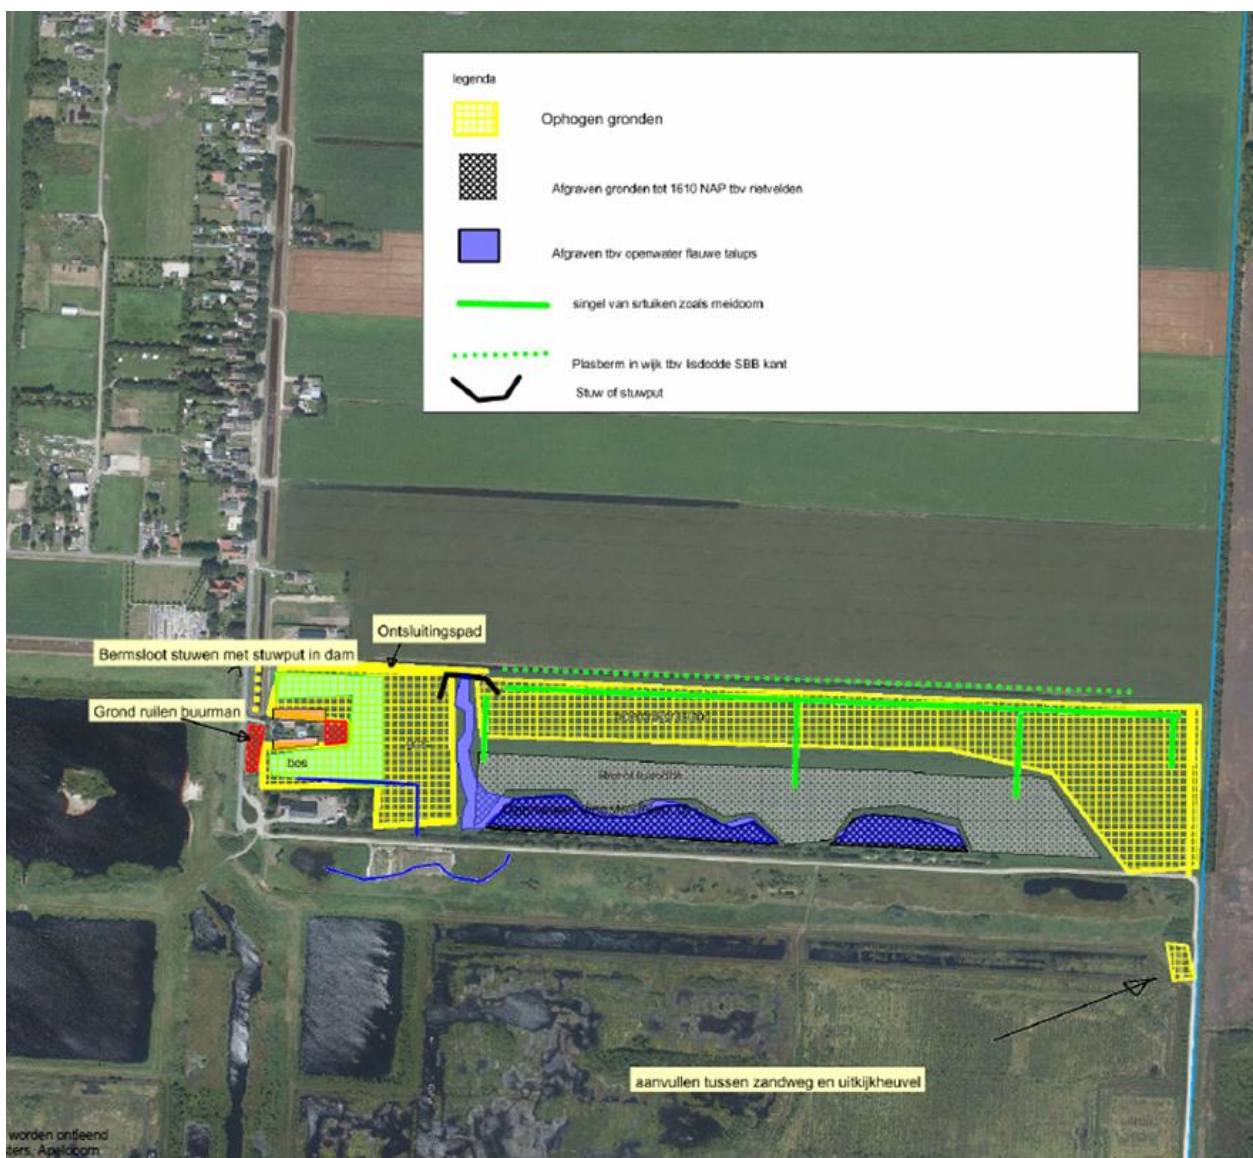 legenda
Ophogen gronden
Afgraven gronden tot 1610 NAP tbv rietvelden
Afgraven tbv openwater flauwe talups
singel van srtuiken zoals meidoorn
Plasberm in wijk tbv lisdodde SBB kant
Stuw of stuwput
Ontsluitingspad
Bermsloot stuwen met stuwput in dam
Grond ruilen buurman
bos
aanvullen tussen zandweg en uitkijkheuvel
worden ontleend
ters, Apeldoorn